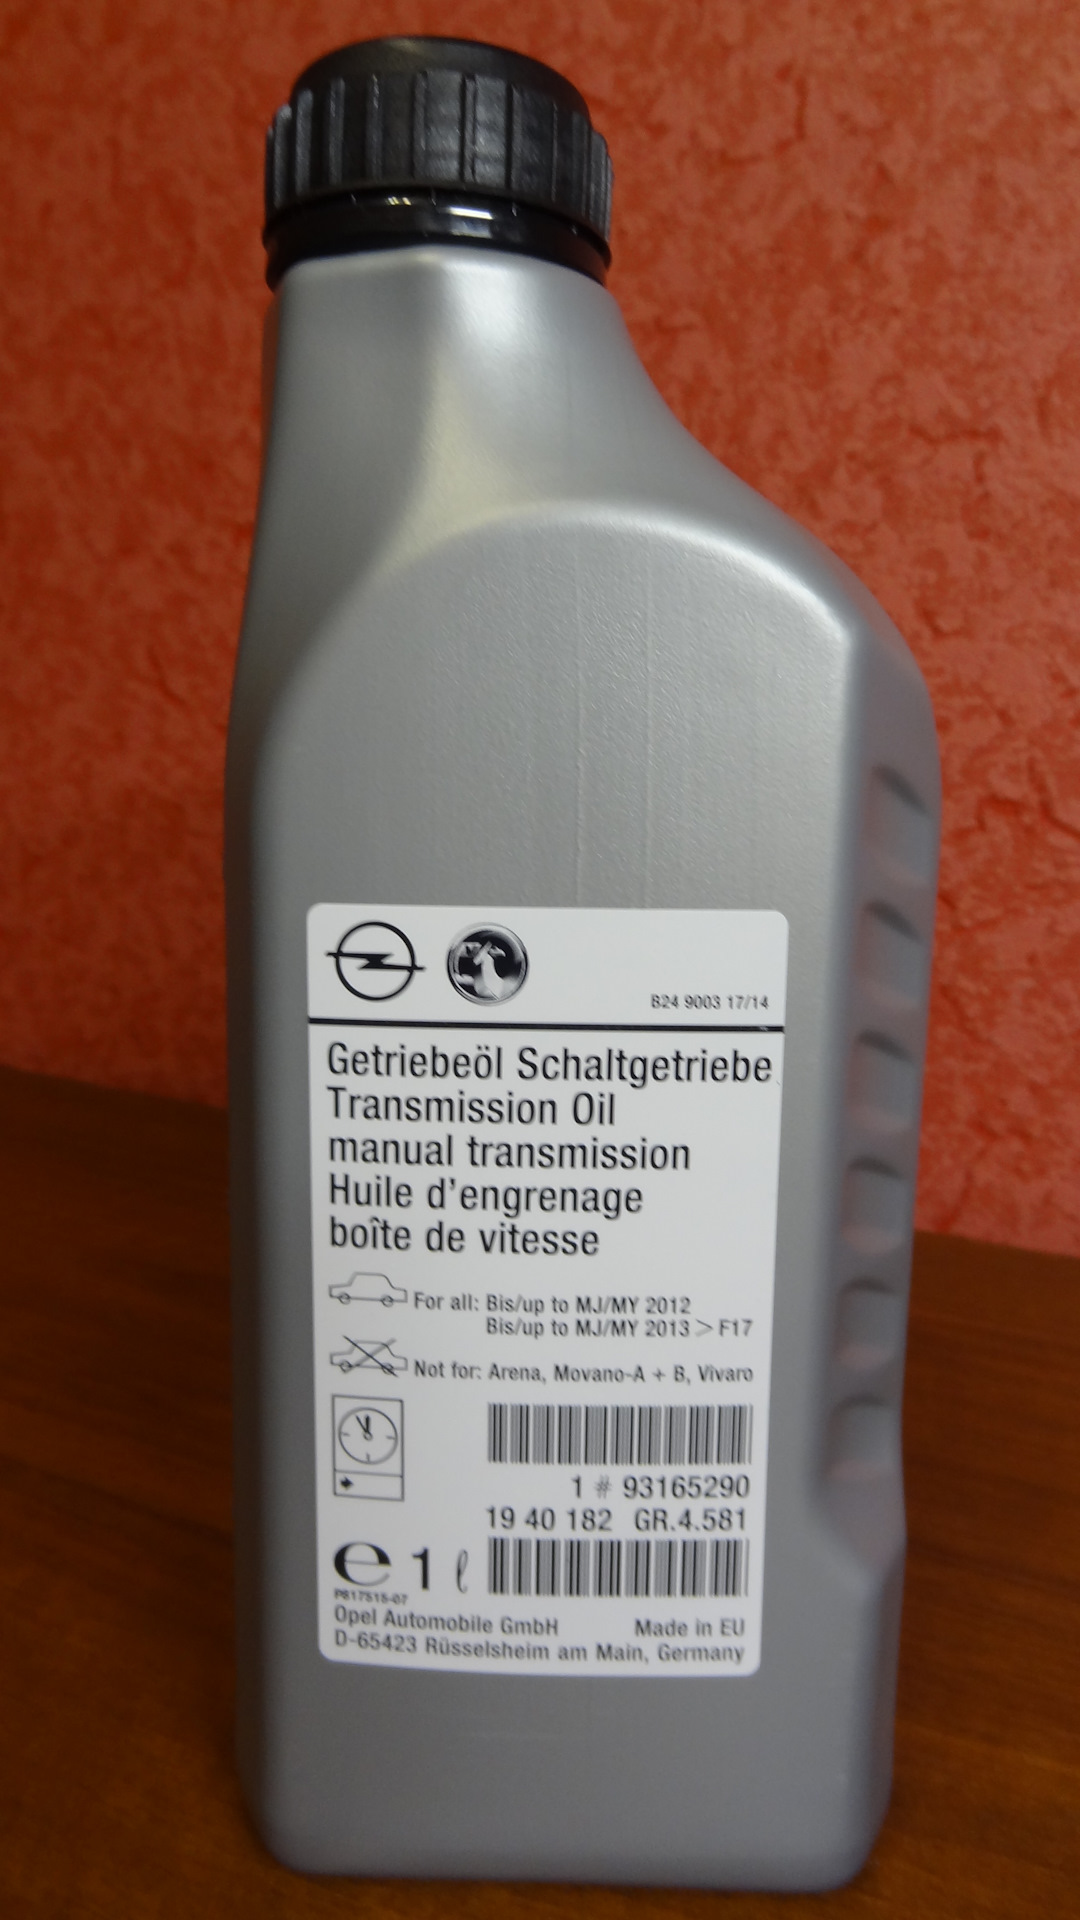 B24 9003 17/14
Getriebeöl Schaltgetriebe
Transmission Oil
manual transmission
Huile d'engrenage
boîte de vitesse
For all: Bis/up to MJ/MY 2012
Bis/up to MJ/MY 2013 > F17
Not for: Arena, Movano-A + B, Vivaro
1 # 93165290
19 40 182 GR.4.581
e 1 ℓ
P817515-07
Opel Automobile GmbH Made in EU
D-65423 Rüsselsheim am Main, Germany